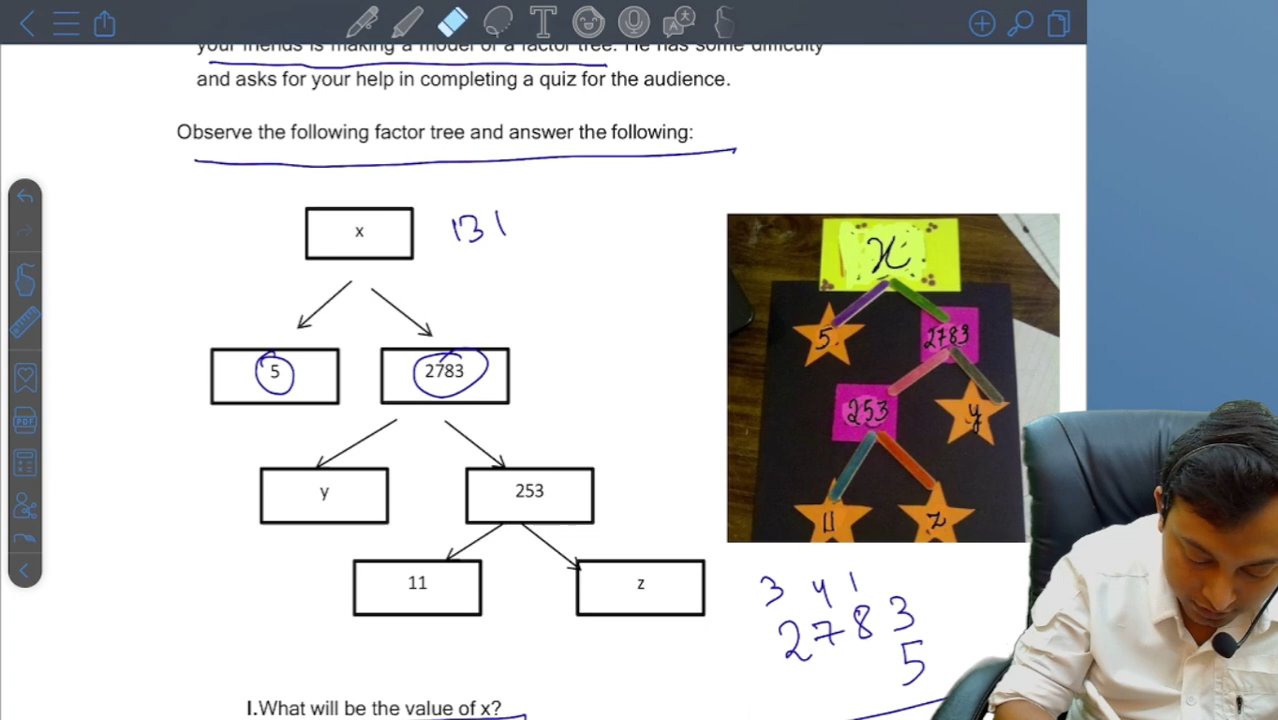 your friends is making a model of a factor tree. He has some difficulty
and asks for your help in completing a quiz for the audience.
Observe the following factor tree and answer the following:
x
131
5
2783
y
253
11
z
x
5
2783
253
y
11
z
3 4 1
2783
5
I.What will be the value of x?